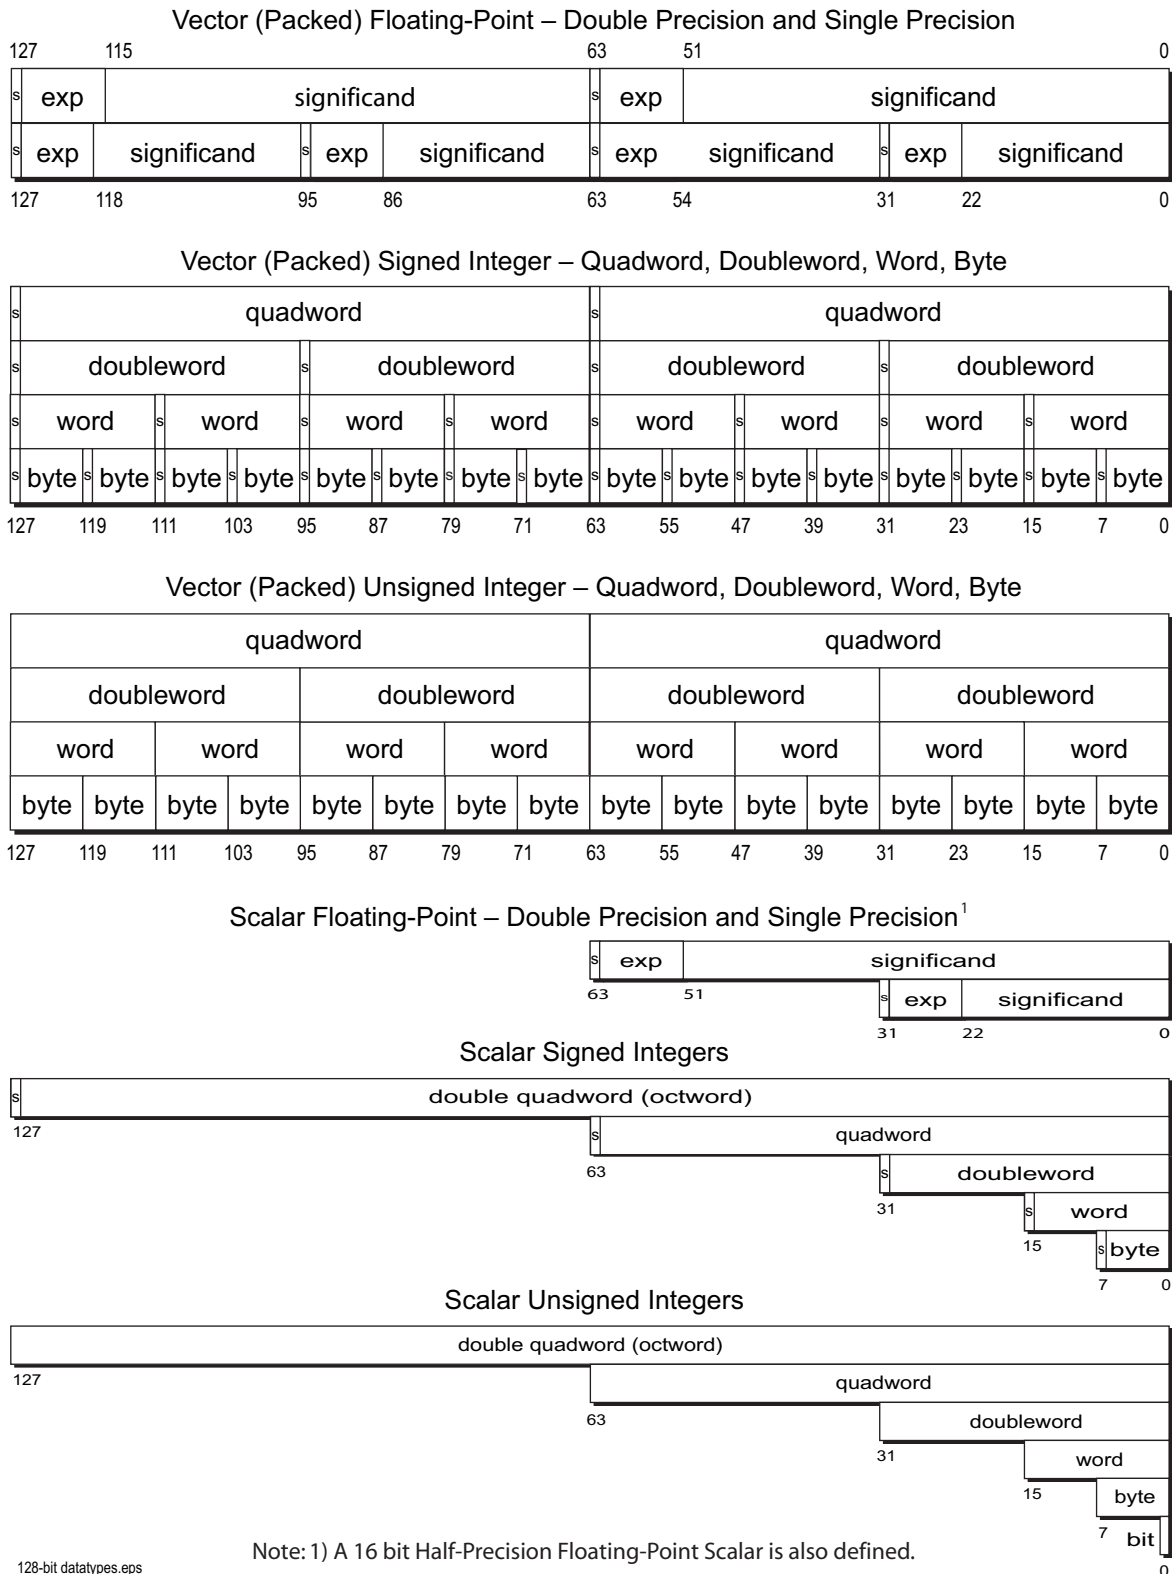 Vector (Packed) Floating-Point – Double Precision and Single Precision
127 115 63 51 0
s exp significand s exp significand
s exp significand s exp significand s exp significand s exp significand
127 118 95 86 63 54 31 22 0
Vector (Packed) Signed Integer – Quadword, Doubleword, Word, Byte
s quadword s quadword
s doubleword s doubleword s doubleword s doubleword
s word s word s word s word s word s word s word s word
s byte s byte s byte s byte s byte s byte s byte s byte s byte s byte s byte s byte s byte s byte s byte s byte
127 119 111 103 95 87 79 71 63 55 47 39 31 23 15 7 0
Vector (Packed) Unsigned Integer – Quadword, Doubleword, Word, Byte
quadword quadword
doubleword doubleword doubleword doubleword
word word word word word word word word
byte byte byte byte byte byte byte byte byte byte byte byte byte byte byte byte
127 119 111 103 95 87 79 71 63 55 47 39 31 23 15 7 0
Scalar Floating-Point – Double Precision and Single Precision1
s exp significand
63 51
s exp significand
31 22 0
Scalar Signed Integers
s double quadword (octword)
127
s quadword
63
s doubleword
31
s word
15
s byte
7 0
Scalar Unsigned Integers
double quadword (octword)
127
quadword
63
doubleword
31
word
15
byte
7
bit
0
Note: 1) A 16 bit Half-Precision Floating-Point Scalar is also defined.
128-bit datatypes.eps